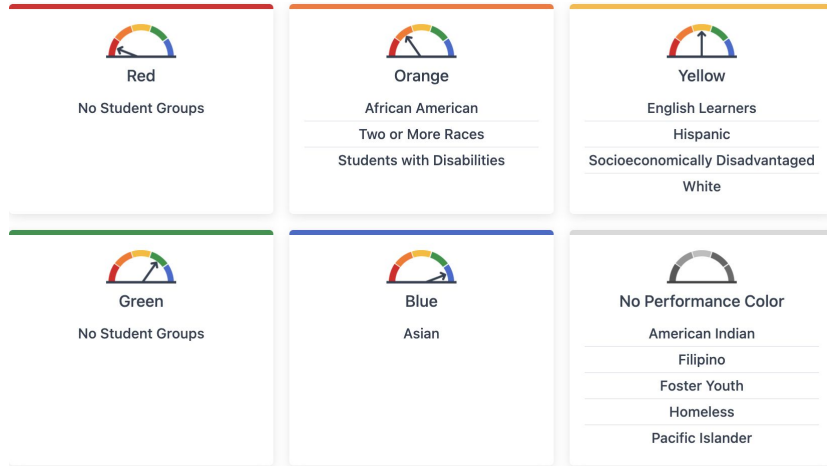 Red
No Student Groups
Orange
African American
Two or More Races
Students with Disabilities
Yellow
English Learners
Hispanic
Socioeconomically Disadvantaged
White
Green
No Student Groups
Blue
Asian
No Performance Color
American Indian
Filipino
Foster Youth
Homeless
Pacific Islander